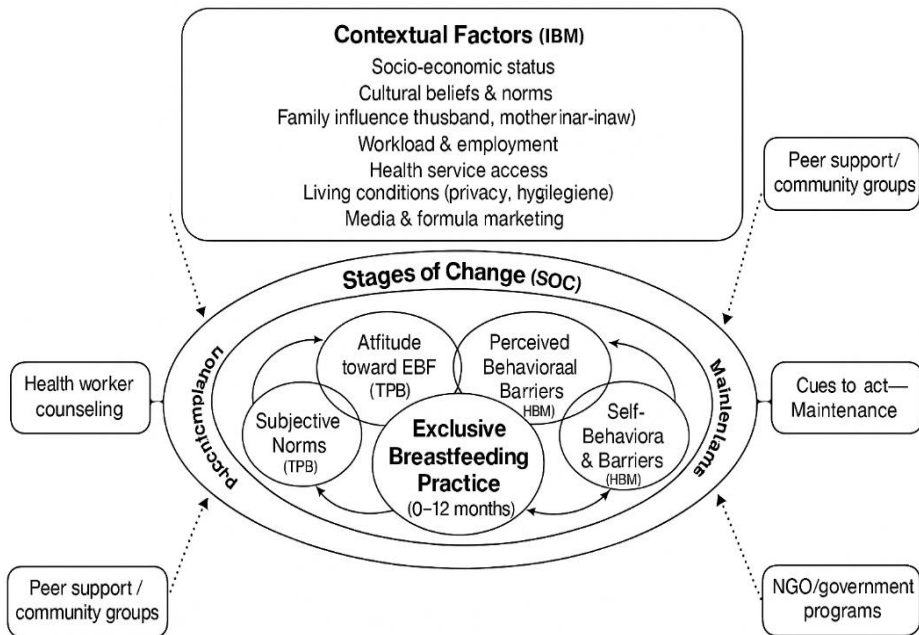 Contextual Factors (IBM)
Socio-economic status
Cultural beliefs & norms
Family influence thusband, motherinar-inaw)
Workload & employment
Health service access
Living conditions (privacy, hygilegiene)
Media & formula marketing
Peer support/
community groups
Stages of Change (SOC)
Atfitude
toward EBF
(TPB)
Perceived
Behavioraal
Barriers
(HBM)
Health worker
counseling
Subjective
Norms
(TPB)
Exclusive
Breastfeeding
Practice
(0–12 months)
Self-
Behaviora
& Barriers
(HBM)
Cues to act—
Maintenance
Peer support /
community groups
NGO/government
programs